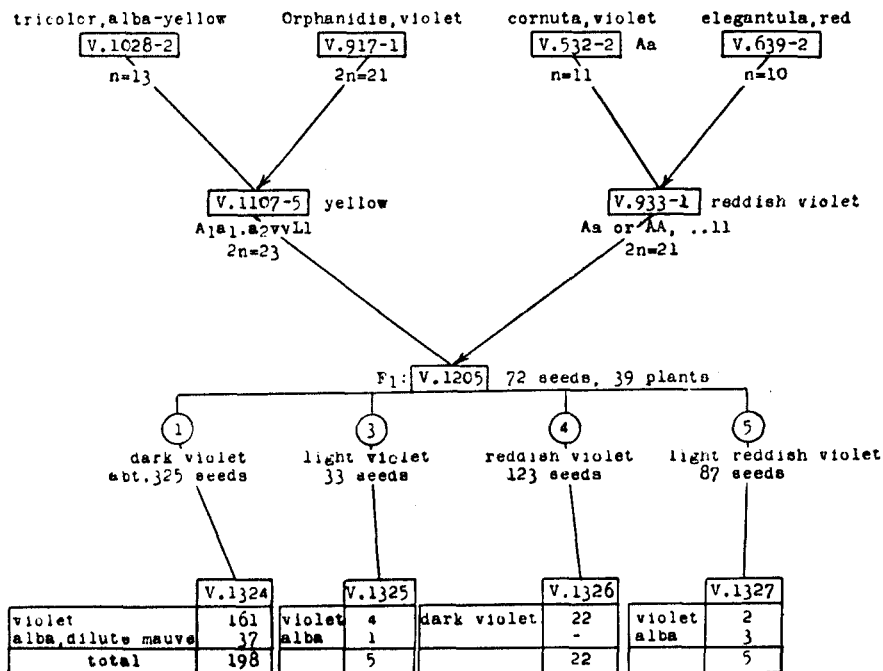 tricolor,alba-yellow Orphanidis,violet cornuta,violet elegantula,red
V.1028-2 V.917-1 V.532-2 Aa V.639-2
n=13 2n=21 n=11 n=10
V.1107-5 yellow V.933-1 reddish violet
A1a1.a2vvLl Aa or AA, ..ll
2n=23 2n=21
F1: V.1205 72 seeds, 39 plants
1 3 4 5
dark violet light violet reddish violet light reddish violet
abt.325 seeds 33 seeds 123 seeds 87 seeds
V.1324 V.1325 V.1326 V.1327
violet 161 violet 4 dark violet 22 violet 2
alba,dilute mauve 37 alba 1 - alba 3
total 198 5 22 5